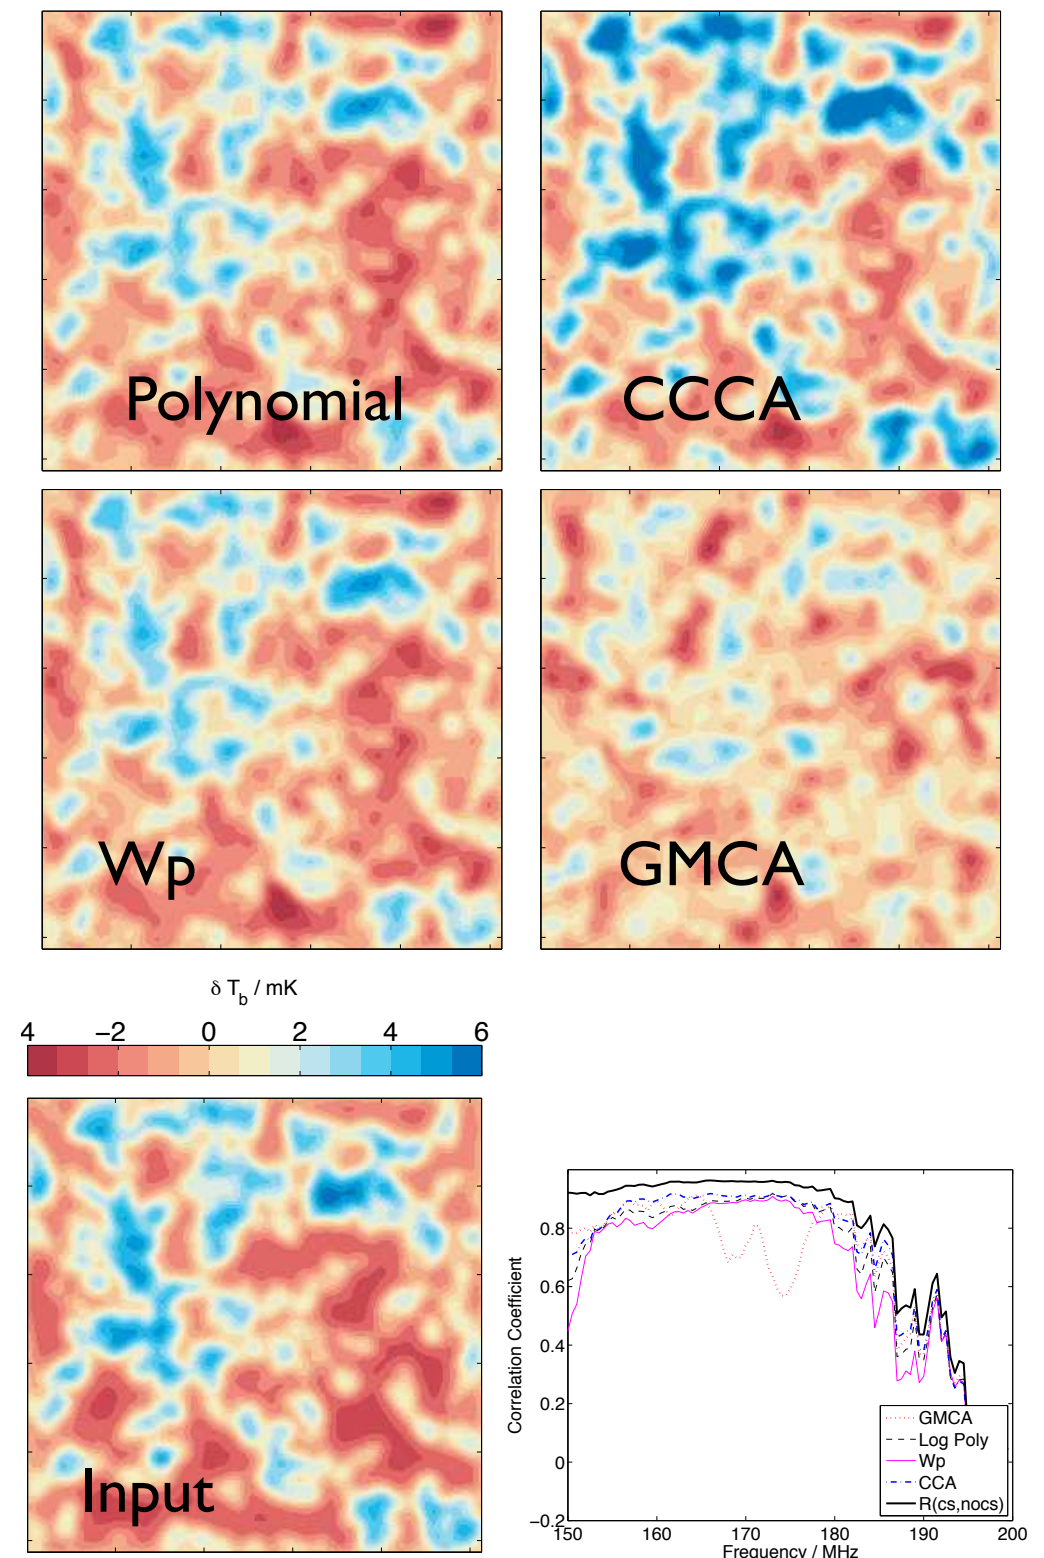 Polynomial
CCCA
Wp
GMCA
δ Tb / mK
4 −2 0 2 4 6
Input
Correlation Coefficient
0.8
0.6
0.4
0.2
0
−0.2
150 160 170 180 190 200
Frequency / MHz
GMCA
Log Poly
Wp
CCA
R(cs,nocs)